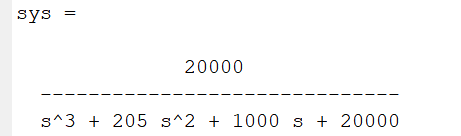 sys =
20000
------------------------------
s^3 + 205 s^2 + 1000 s + 20000